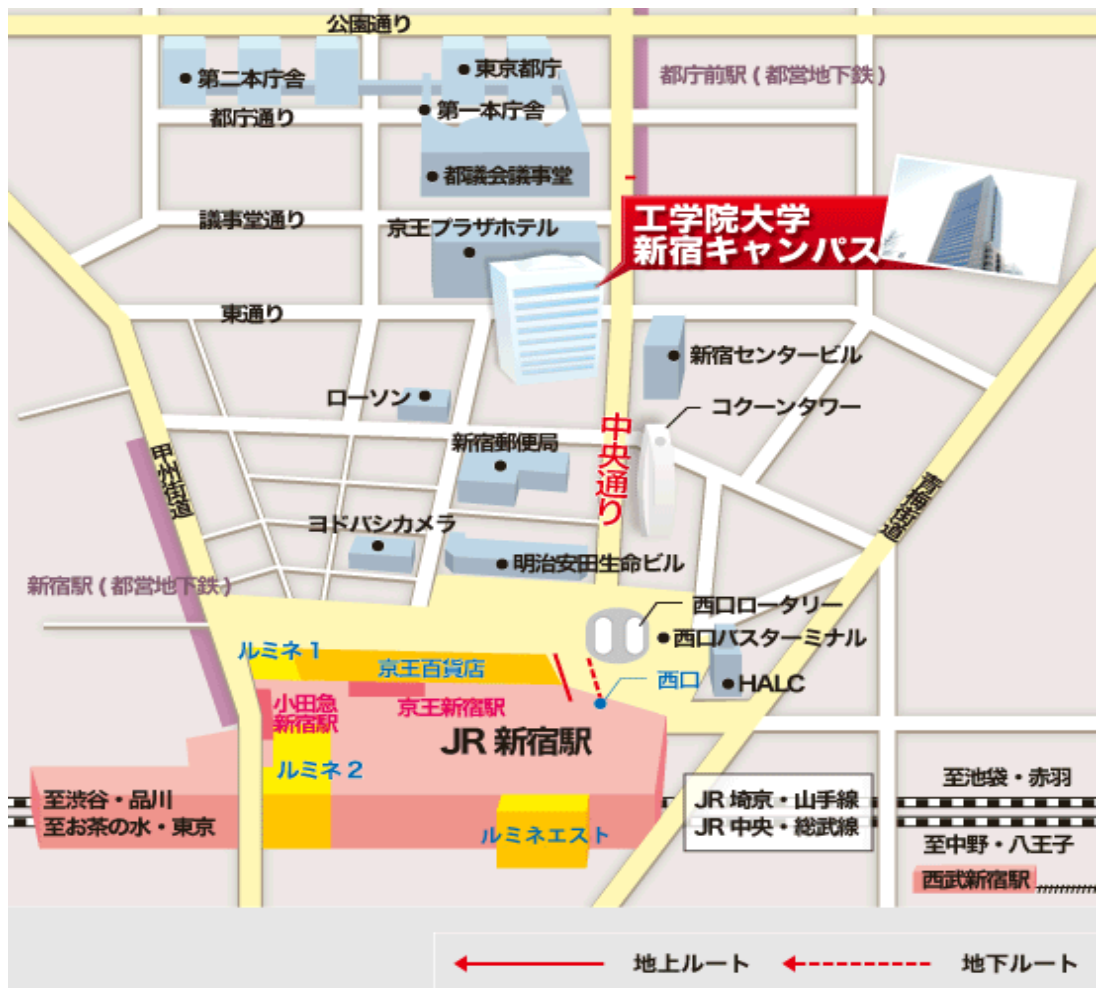 公園通り
第二本庁舎
東京都庁
都庁前駅(都営地下鉄)
都庁通り
第一本庁舎
都議会議事堂
議事堂通り
京王プラザホテル
工学院大学
新宿キャンパス
東通り
新宿センタービル
ローソン
コクーンタワー
新宿郵便局
中央通り
甲州街道
青梅街道
ヨドバシカメラ
明治安田生命ビル
新宿駅(都営地下鉄)
西口ロータリー
西口バスターミナル
ルミネ1
京王百貨店
西口
HALC
小田急
新宿駅
京王新宿駅
JR 新宿駅
ルミネ2
至渋谷・品川
至お茶の水・東京
ルミネエスト
JR 埼京・山手線
JR 中央・総武線
至池袋・赤羽
至中野・八王子
西武新宿駅
地上ルート
地下ルート